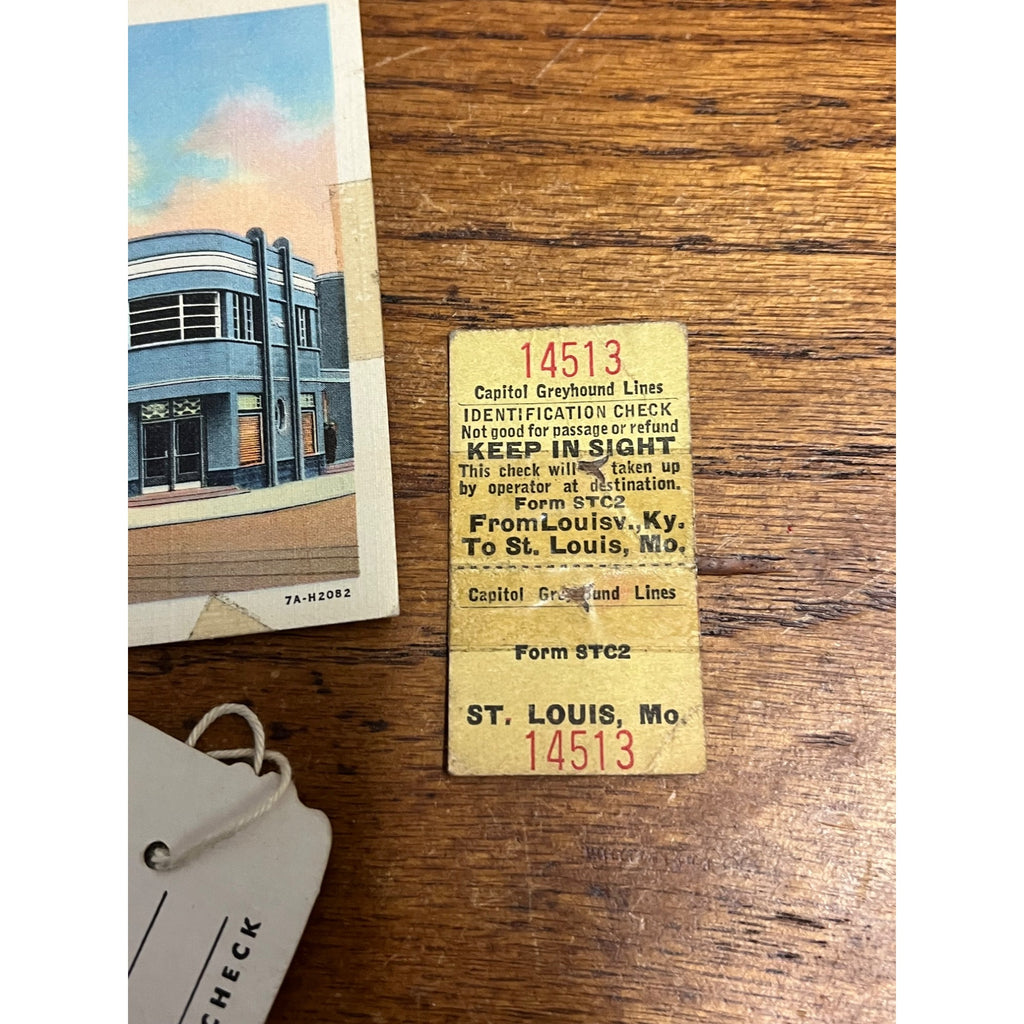 14513
Capitol Greyhound Lines
IDENTIFICATION CHECK
Not good for passage or refund
KEEP IN SIGHT
This check will taken up
by operator at destination.
Form STC2
From Louisv., Ky.
To St. Louis, Mo.
Capitol Greyhound Lines
Form STC2
ST. LOUIS, Mo.
14513
7A-H2082
CHECK